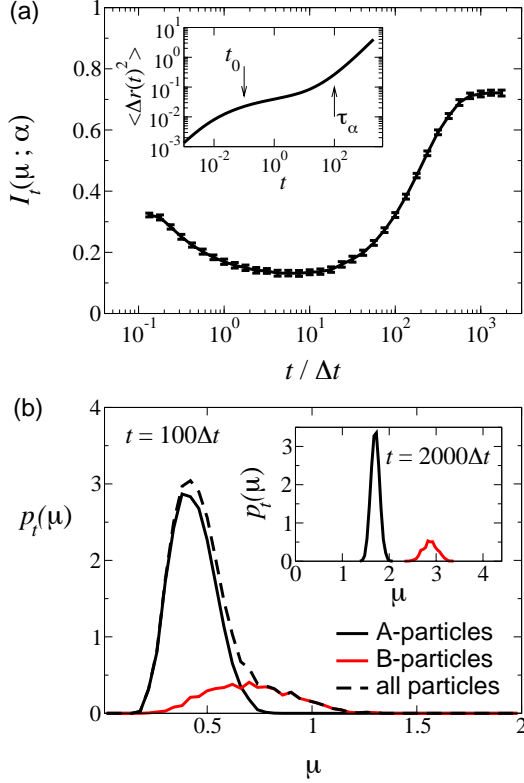 (a)
I_t(μ ; α)
1
0.8
0.6
0.4
0.2
0
10^-1 10^0 10^1 10^2 10^3
t / Δt
<Δr(t)^2>
10^1
10^0
10^-1
10^-2
10^-3
t_0
τ_α
10^-2 10^0 10^2
t
(b)
p_t(μ)
4
3
2
1
0
t = 100Δt
0.5 1 1.5 2
μ
p_t(μ)
3
2
1
0
t = 2000Δt
0 1 2 3 4
μ
A-particles
B-particles
all particles